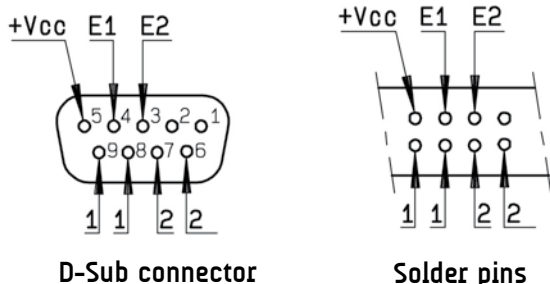 +Vcc E1 E2
5 4 3 2 1
9 8 7 6
1 1 2 2
D-Sub connector
+Vcc E1 E2
1 1 2 2
Solder pins